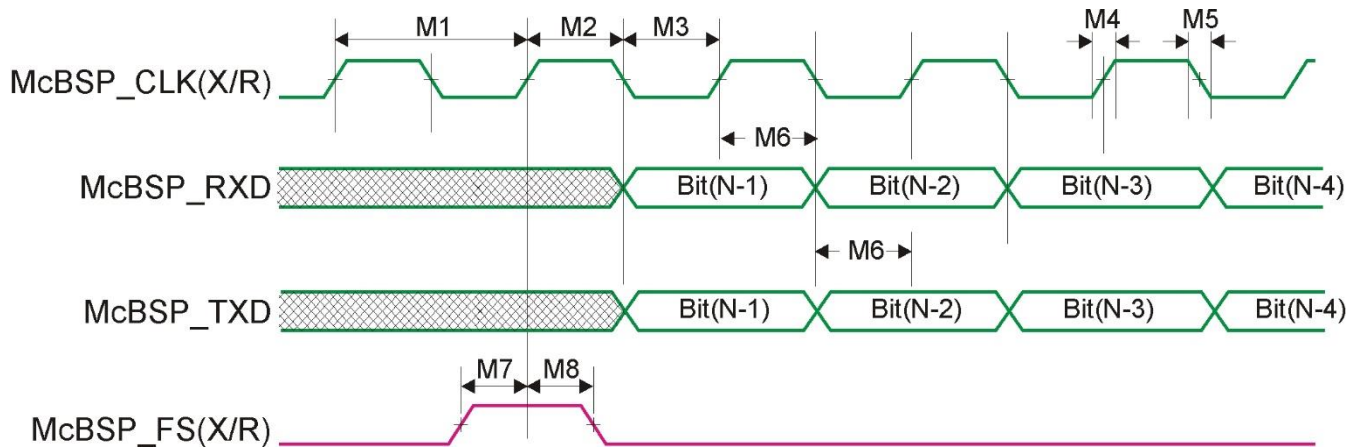 M1 M2 M3 M4 M5
McBSP_CLK(X/R)
M6
McBSP_RXD Bit(N-1) Bit(N-2) Bit(N-3) Bit(N-4)
M6
McBSP_TXD Bit(N-1) Bit(N-2) Bit(N-3) Bit(N-4)
M7 M8
McBSP_FS(X/R)